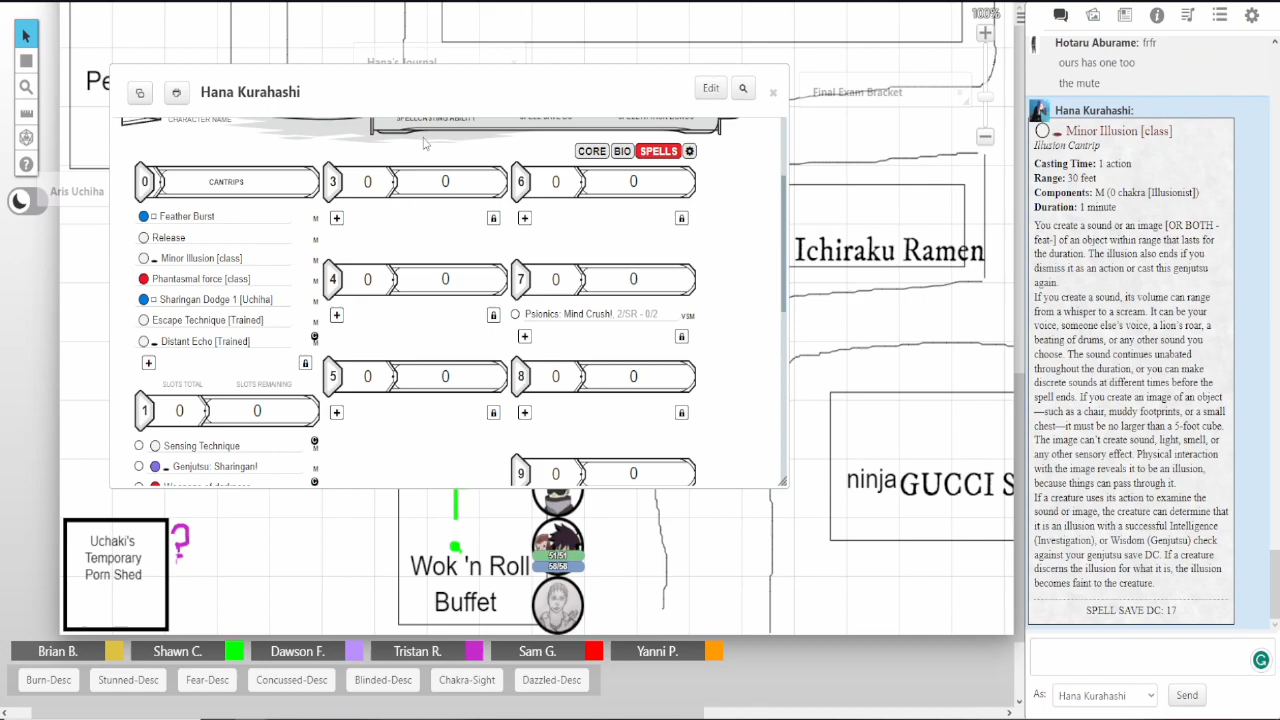 100%
Pe
Hana's Journal
Final Exam Bracket
Aris Uchiha
Hana Kurahashi
Edit
CHARACTER NAME
SPELLCASTING ABILITY
CORE BIO SPELLS
0 CANTRIPS
3 0 0
6 0 0
Feather Burst M
Release M
Minor Illusion [class] M
Phantasmal force [class] M
Sharingan Dodge 1 [Uchiha] M
Escape Technique [Trained] M
Distant Echo [Trained] C M
4 0 0
7 0 0
Psionics: Mind Crush!, 2/SR - 0/2 VSM
5 0 0
8 0 0
SLOTS TOTAL SLOTS REMAINING
1 0 0
9 0 0
Sensing Technique C M
Genjutsu: Sharingan! M
Ichiraku Ramen
ninja GUCCI S
Uchaki's
Temporary
Porn Shed
?
Wok 'n Roll
Buffet
51/51
58/58
Brian B.
Shawn C.
Dawson F.
Tristan R.
Sam G.
Yanni P.
Burn-Desc
Stunned-Desc
Fear-Desc
Concussed-Desc
Blinded-Desc
Chakra-Sight
Dazzled-Desc
Hotaru Aburame: frfr
ours has one too
the mute
Hana Kurahashi:
Minor Illusion [class]
Illusion Cantrip
Casting Time: 1 action
Range: 30 feet
Components: M (0 chakra [Illusionist])
Duration: 1 minute
You create a sound or an image [OR BOTH -
feat-] of an object within range that lasts for
the duration. The illusion also ends if you
dismiss it as an action or cast this genjutsu
again.
If you create a sound, its volume can range
from a whisper to a scream. It can be your
voice, someone else's voice, a lion's roar, a
beating of drums, or any other sound you
choose. The sound continues unabated
throughout the duration, or you can make
discrete sounds at different times before the
spell ends. If you create an image of an object
—such as a chair, muddy footprints, or a small
chest—it must be no larger than a 5-foot cube.
The image can't create sound, light, smell, or
any other sensory effect. Physical interaction
with the image reveals it to be an illusion,
because things can pass through it.
If a creature uses its action to examine the
sound or image, the creature can determine that
it is an illusion with a successful Intelligence
(Investigation), or Wisdom (Genjutsu) check
against your genjutsu save DC. If a creature
discerns the illusion for what it is, the illusion
becomes faint to the creature.
SPELL SAVE DC: 17
As: Hana Kurahashi Send